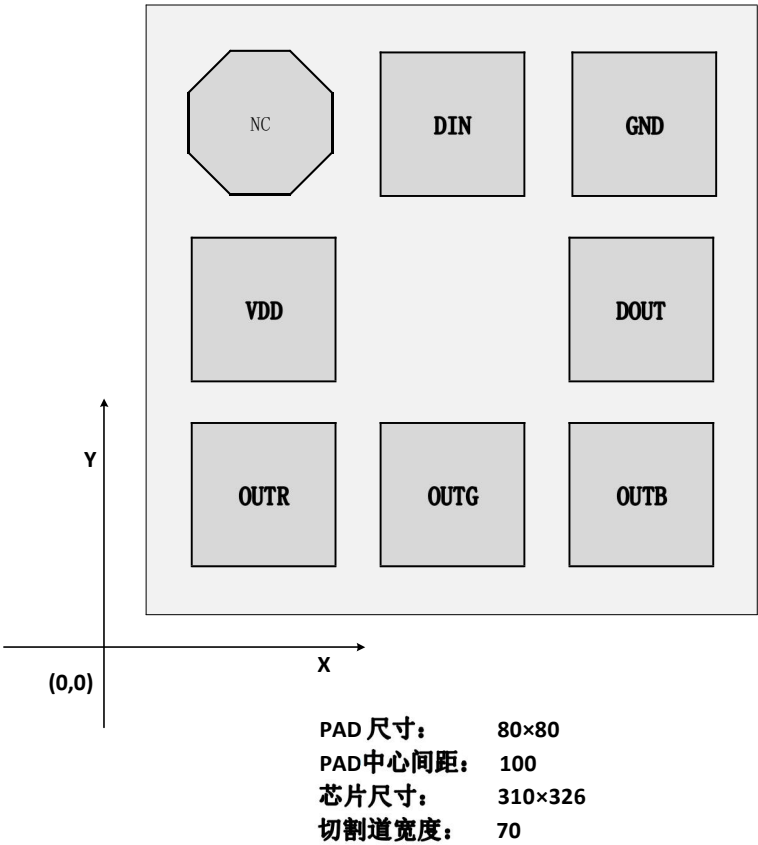 NC DIN GND
VDD DOUT
OUTR OUTG OUTB
Y
X
(0,0)
PAD 尺寸: 80×80
PAD中心间距: 100
芯片尺寸: 310×326
切割道宽度: 70